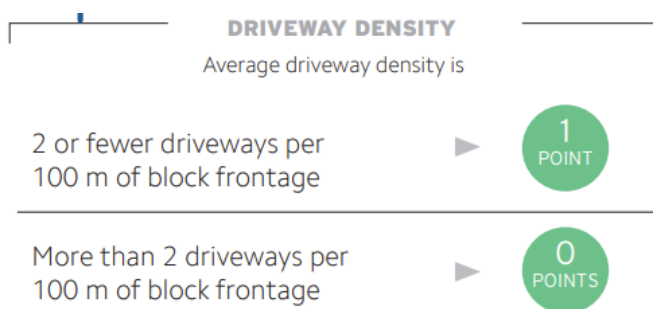 DRIVEWAY DENSITY
Average driveway density is
2 or fewer driveways per
100 m of block frontage
1
POINT
More than 2 driveways per
100 m of block frontage
0
POINTS